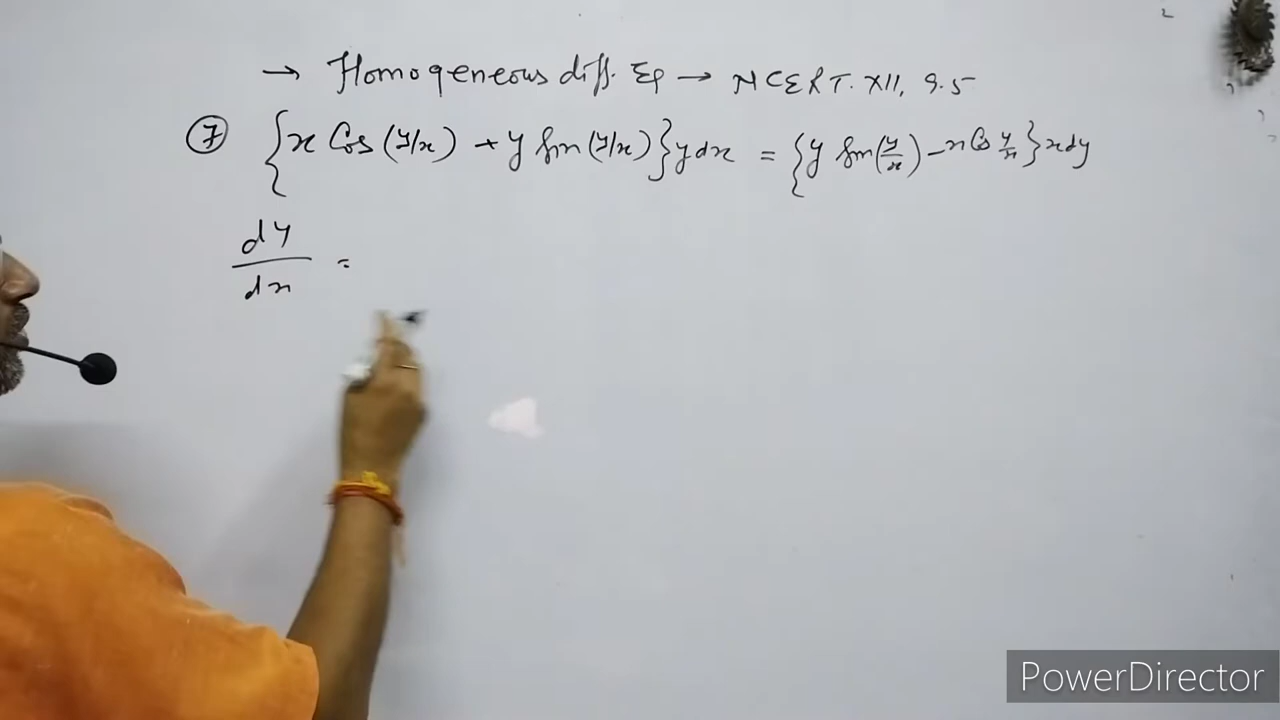 → Homogeneous diff. Eq → NCERT. XII, 9.5
⑦ {x Cos (y/x) + y Sin (y/x)} y dx = {y Sin(y/x) - x Cos y/x} x dy
dy/dx =
PowerDirector